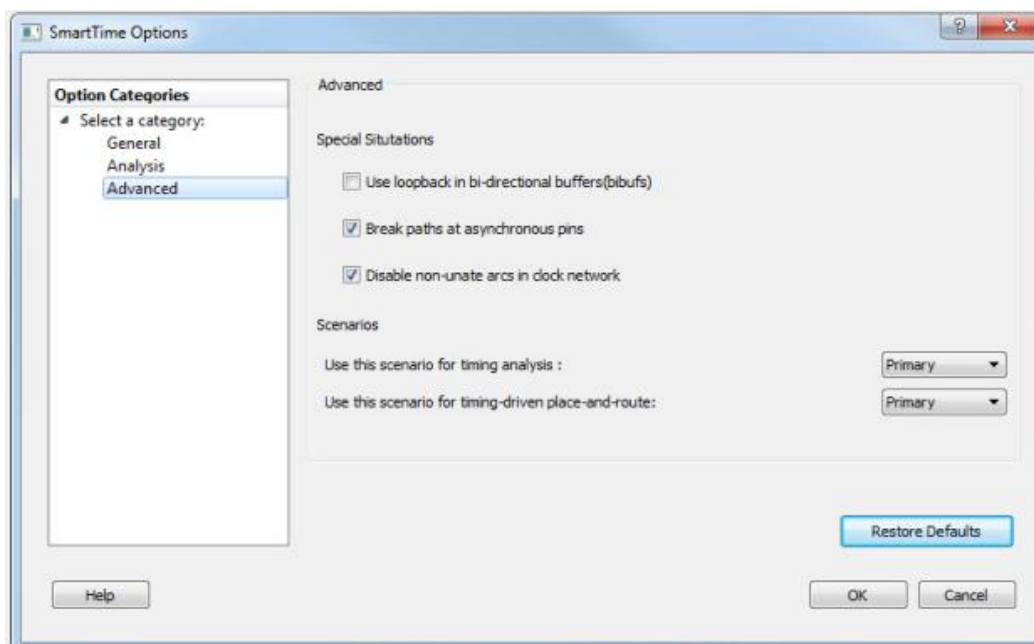 SmartTime Options
Option Categories
Select a category:
General
Analysis
Advanced
Advanced
Special Situtations
Use loopback in bi-directional buffers(bibufs)
Break paths at asynchronous pins
Disable non-unate arcs in clock network
Scenarios
Use this scenario for timing analysis : Primary
Use this scenario for timing-driven place-and-route: Primary
Restore Defaults
Help OK Cancel